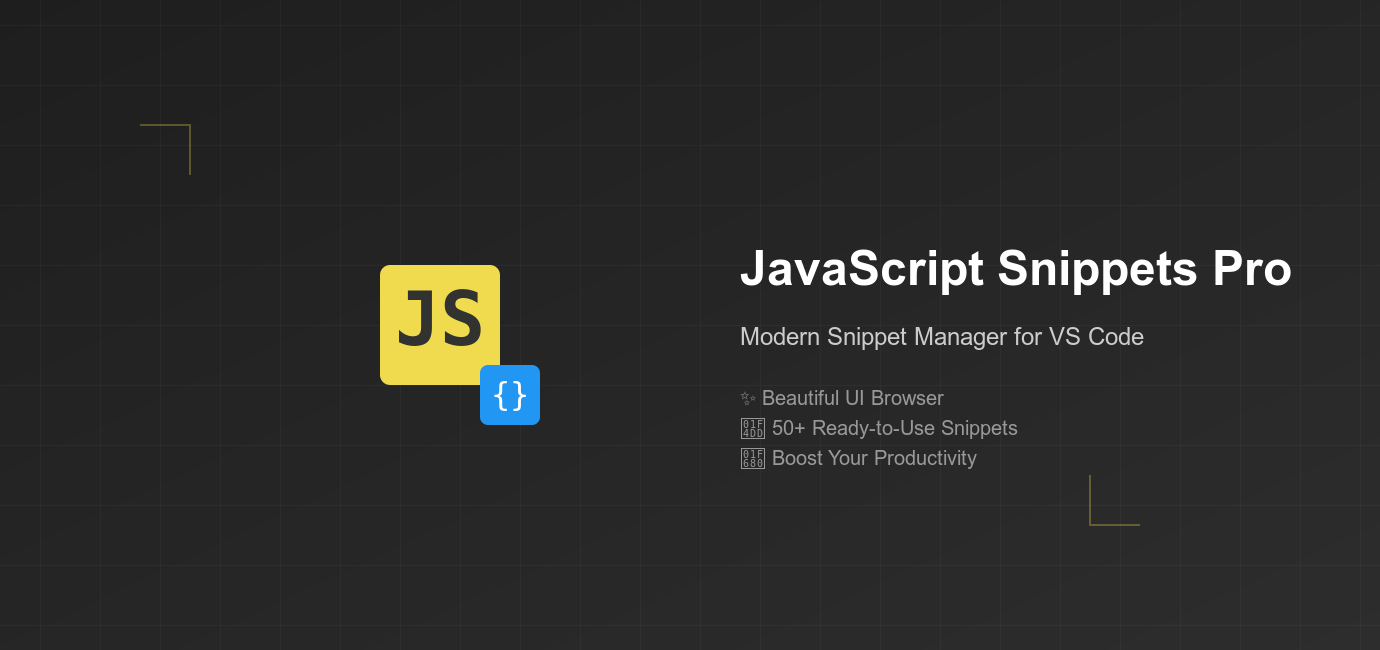 JS
{}
JavaScript Snippets Pro
Modern Snippet Manager for VS Code
✨ Beautiful UI Browser
📝 50+ Ready-to-Use Snippets
🚀 Boost Your Productivity